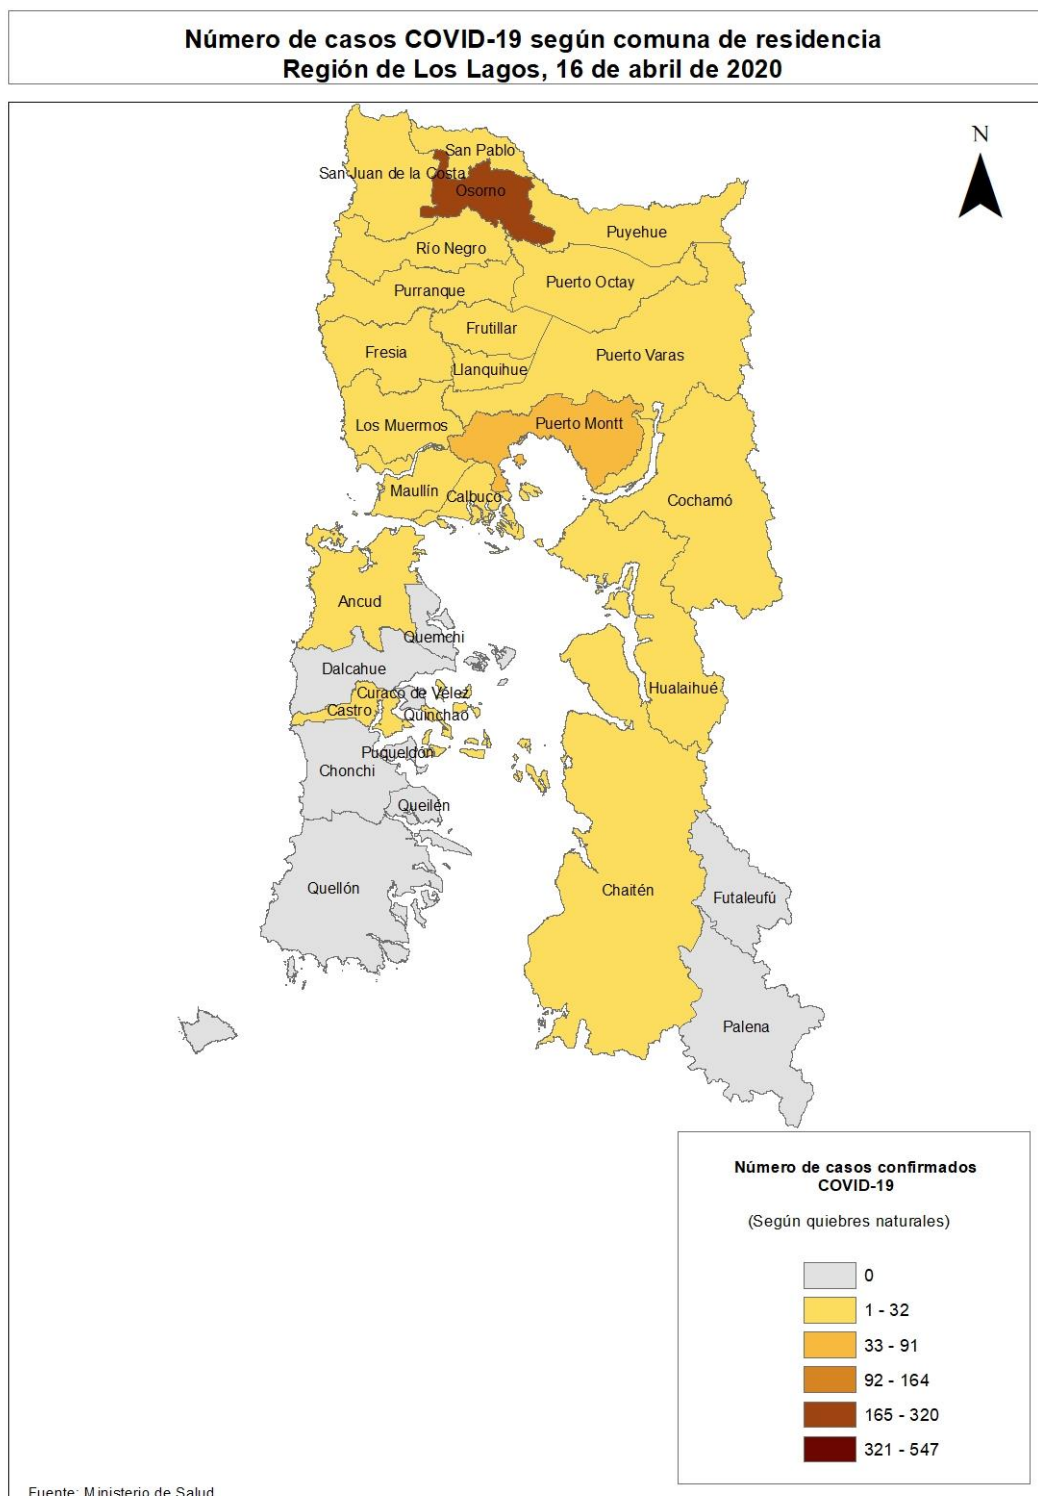 Número de casos COVID-19 según comuna de residencia
Región de Los Lagos, 16 de abril de 2020
N
San Pablo
San Juan de la Costa
Osorno
Puyehue
Río Negro
Puerto Octay
Purranque
Frutillar
Fresia
Puerto Varas
Llanquihue
Puerto Montt
Los Muermos
Maullín
Calbuco
Cochamó
Ancud
Quemchi
Dalcahue
Hualaihué
Curaco de Vélez
Castro
Quinchao
Puqueldón
Chonchi
Queilén
Quellón
Chaitén
Futaleufú
Palena
Número de casos confirmados
COVID-19
(Según quiebres naturales)
0
1 - 32
33 - 91
92 - 164
165 - 320
321 - 547
Fuente: Ministerio de Salud